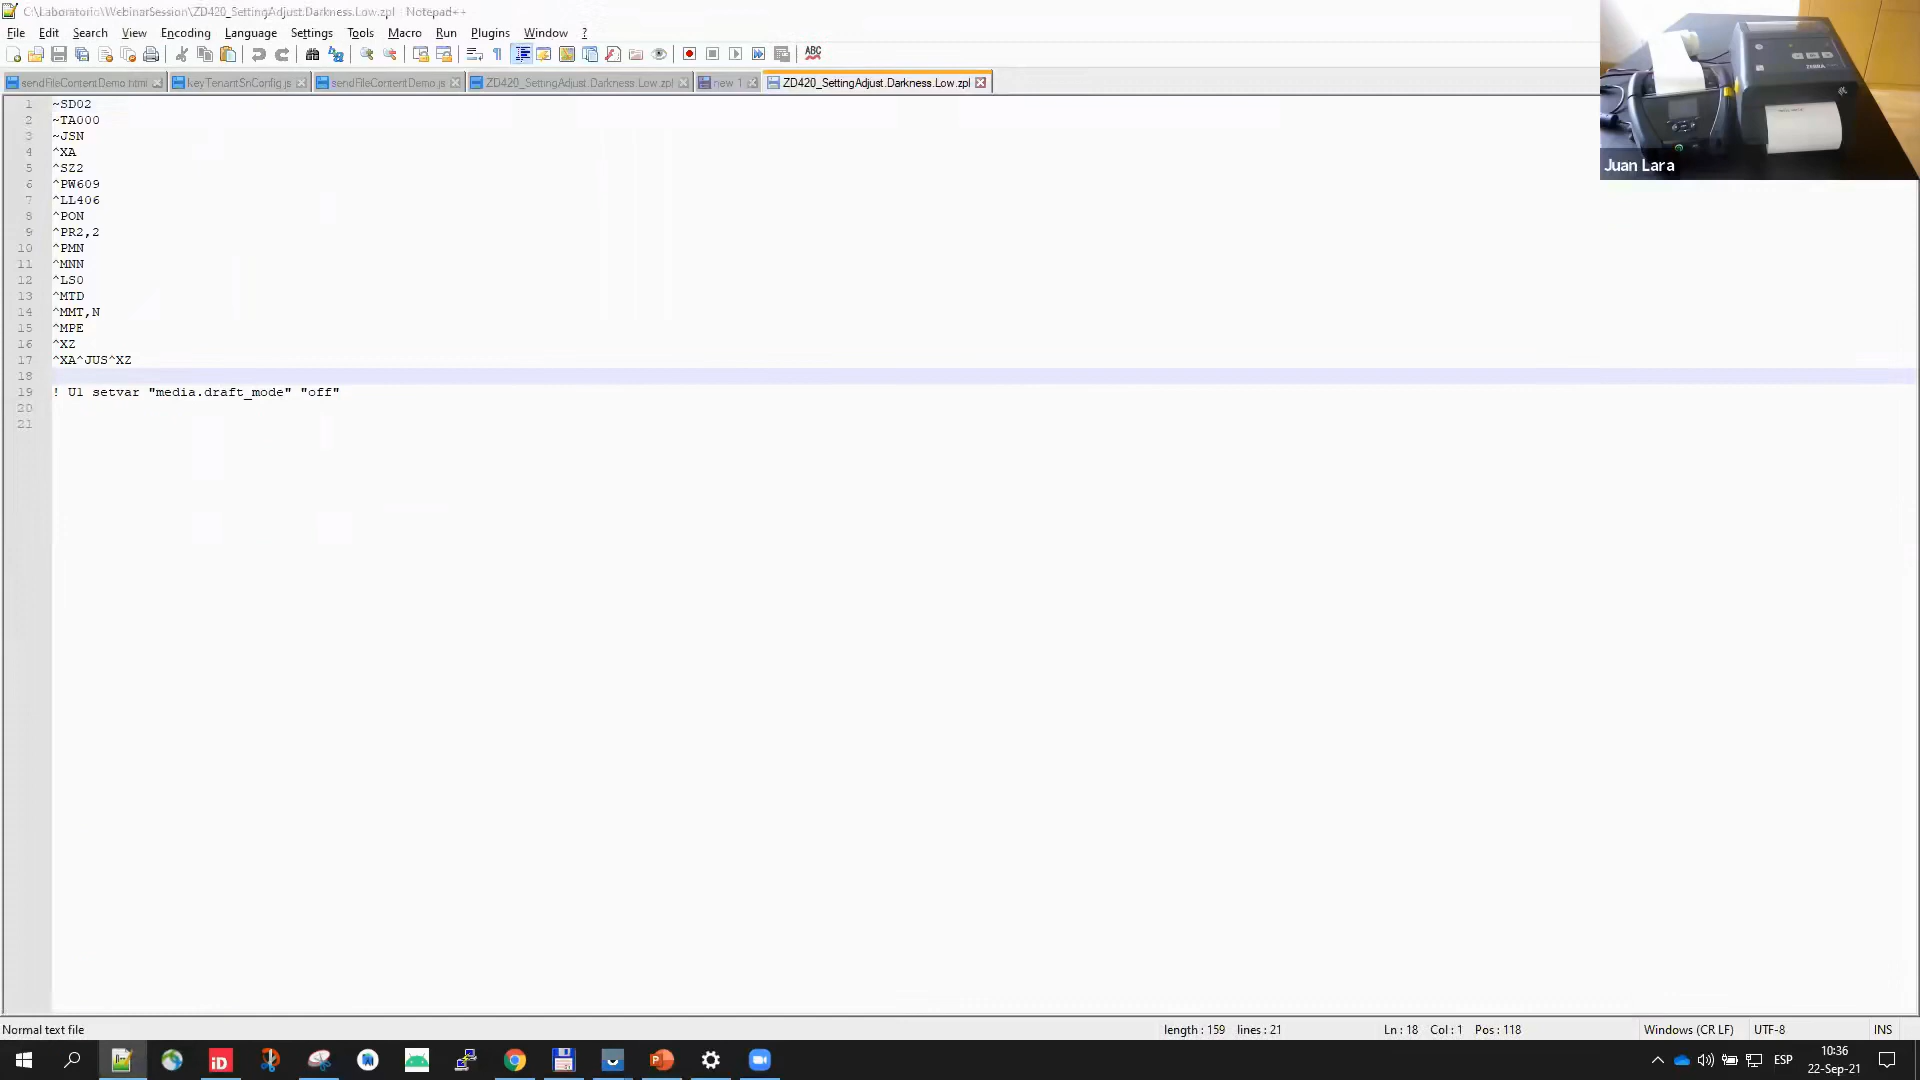 C:\Laboratorio\WebinarSession\ZD420_SettingAdjust.Darkness.Low.zpl - Notepad++
File Edit Search View Encoding Language Settings Tools Macro Run Plugins Window ?
ABC
sendFileContentDemo.html keyTenantSnConfig.js sendFileContentDemo.js ZD420_SettingAdjust.Darkness.Low.zpl new 1 ZD420_SettingAdjust.Darkness.Low.zpl
1 ~SD02
2 ~TA000
3 ~JSN
4 ^XA
5 ^SZ2
6 ^PW609
7 ^LL406
8 ^PON
9 ^PR2,2
10 ^PMN
11 ^MNN
12 ^LS0
13 ^MTD
14 ^MMT,N
15 ^MPE
16 ^XZ
17 ^XA^JUS^XZ
18
19 ! U1 setvar "media.draft_mode" "off"
20
21
ZEBRA
Juan Lara
Normal text file length : 159 lines : 21 Ln : 18 Col : 1 Pos : 118 Windows (CR LF) UTF-8 INS
iD
ESP
10:36
22-Sep-21